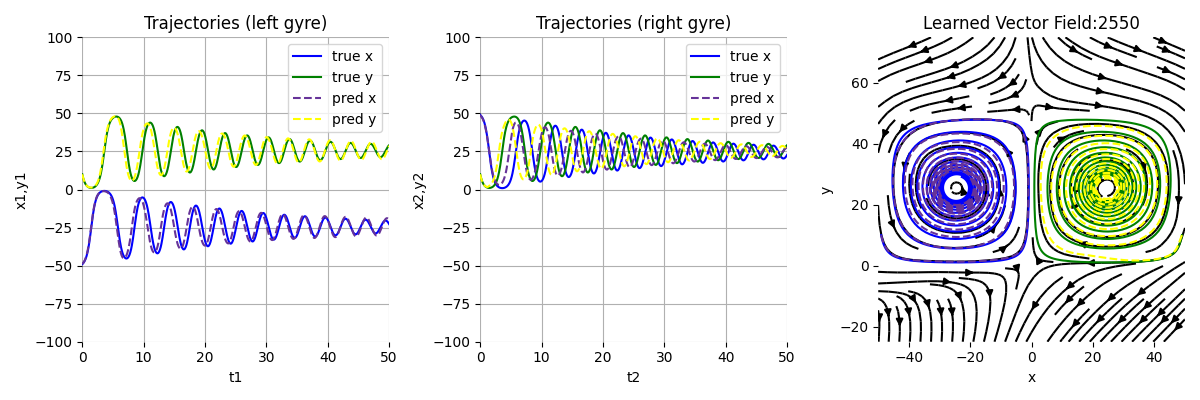 Trajectories (left gyre)
100
75
50
25
0
−25
−50
−75
−100
0 10 20 30 40 50
x1,y1
t1
true x
true y
pred x
pred y
Trajectories (right gyre)
100
75
50
25
0
−25
−50
−75
−100
0 10 20 30 40 50
x2,y2
t2
true x
true y
pred x
pred y
Learned Vector Field:2550
60
40
20
0
−20
−40 −20 0 20 40
y
x